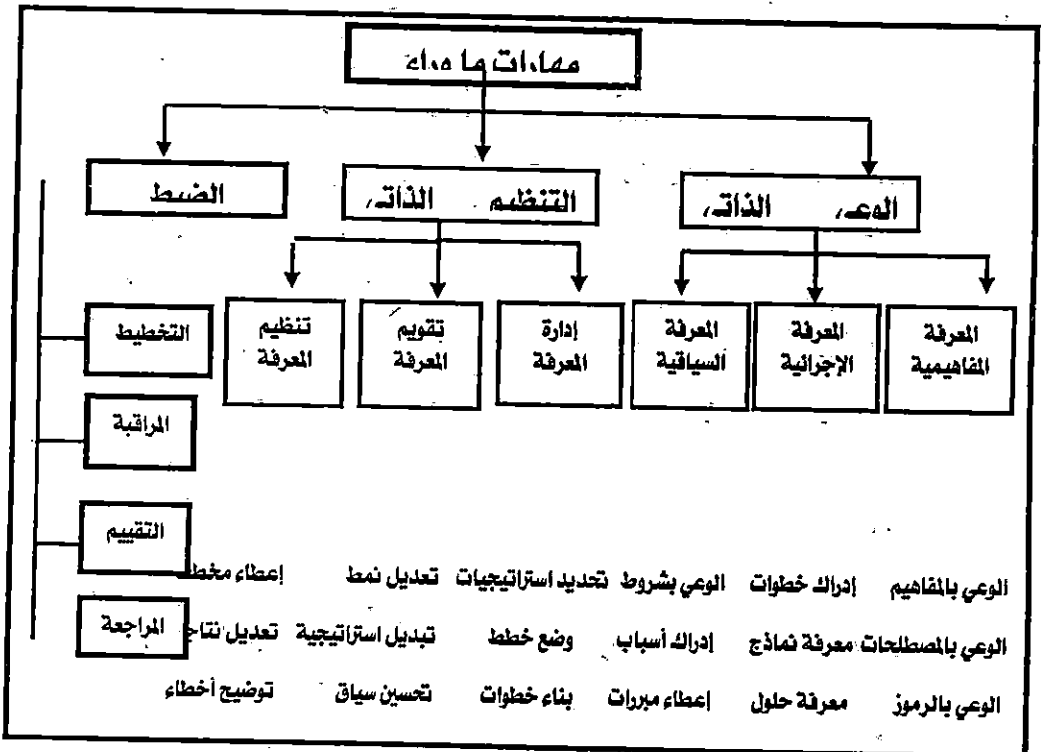 مهارات ما وراء
الوعي الذاتي
التنظيم الذاتي
الضبط
المعرفة المفاهيمية
المعرفة الإجرائية
المعرفة السياقية
إدارة المعرفة
تقويم المعرفة
تنظيم المعرفة
التخطيط
المراقبة
التقييم
المراجعة
الوعي بالمفاهيم إدراك خطوات الوعي بشروط تحديد استراتيجيات تعديل نمط إعطاء مخطط
الوعي بالمصطلحات معرفة نماذج إدراك أسباب وضع خطط تبديل استراتيجية تعديل نتاج
الوعي بالرموز معرفة حلول إعطاء مبررات بناء خطوات تحسين سياق توضيح أخطاء